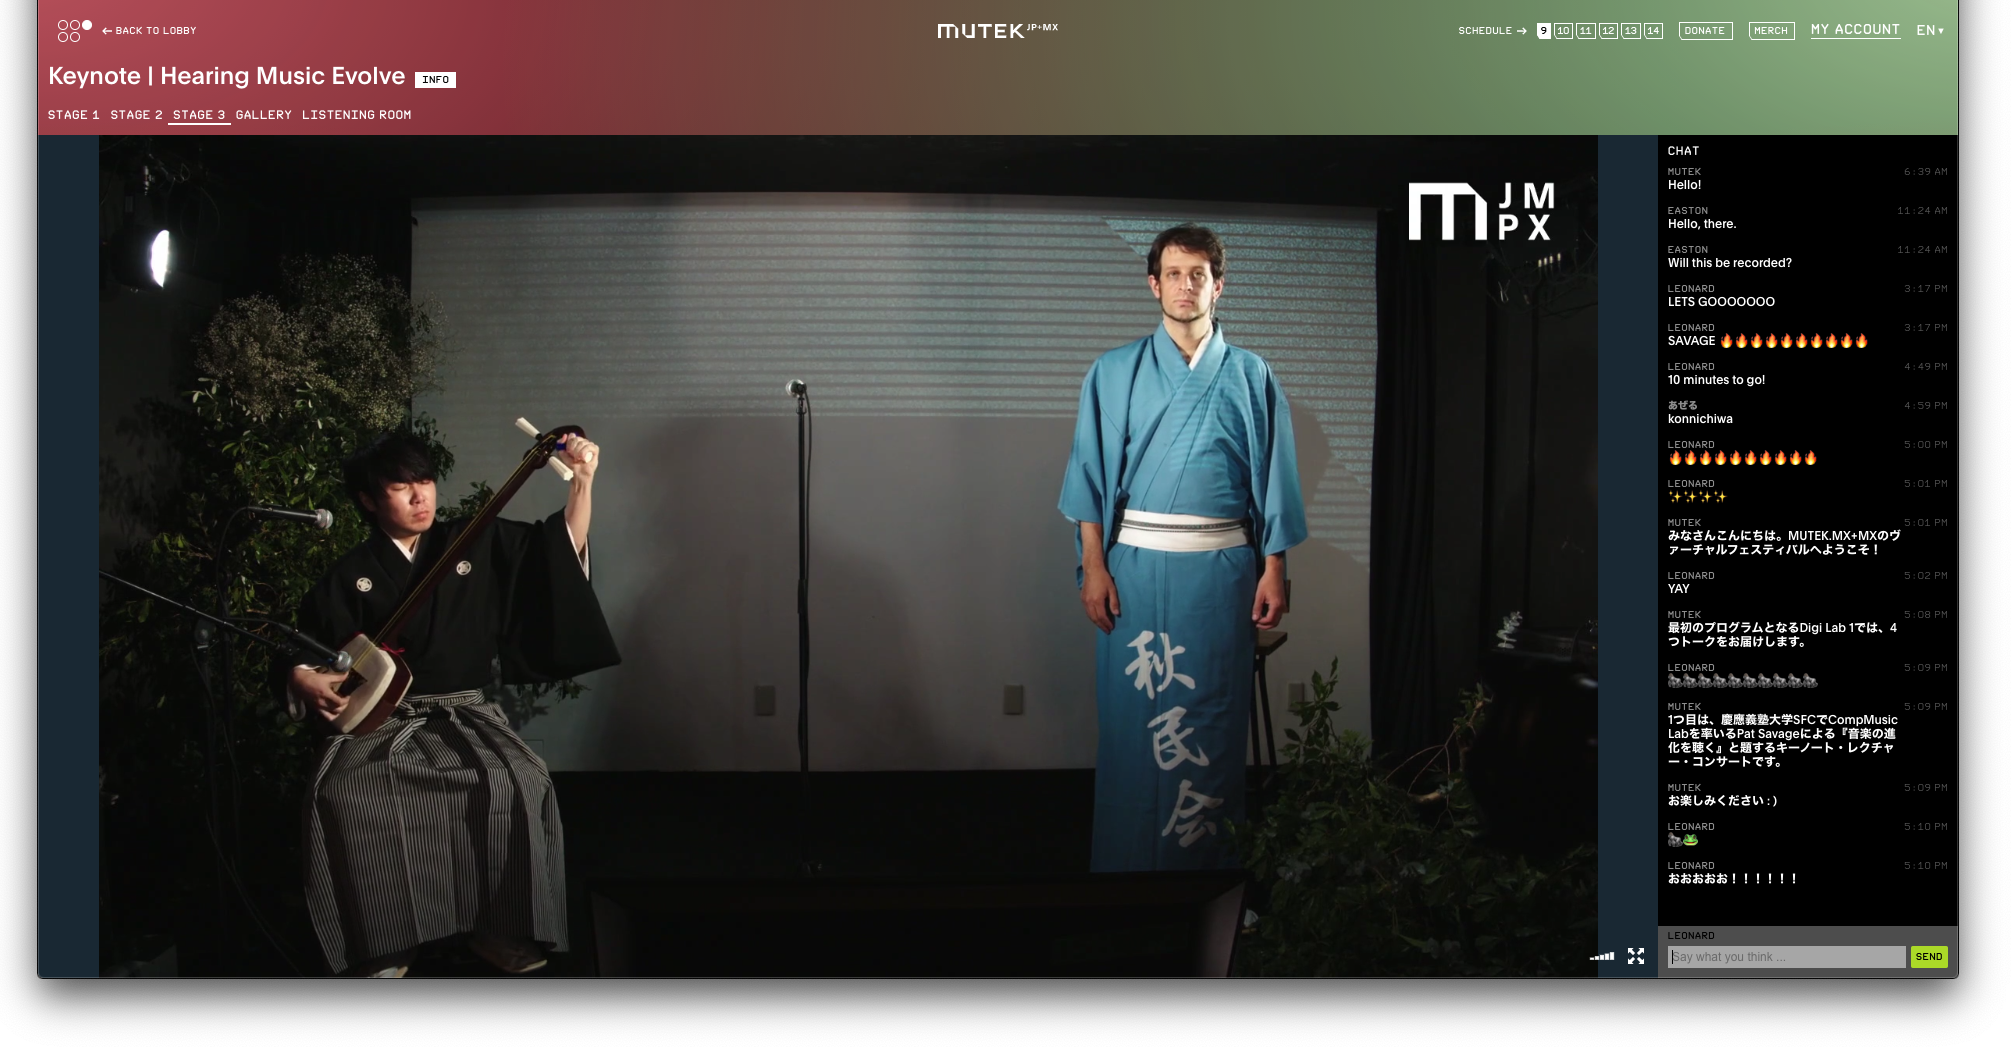 ← BACK TO LOBBY
MUTEK JP+MX
SCHEDULE → 9 10 11 12 13 14
DONATE
MERCH
MY ACCOUNT
EN▾
Keynote | Hearing Music Evolve
INFO
STAGE 1 STAGE 2 STAGE 3 GALLERY LISTENING ROOM
JM
PX
秋
民
会
CHAT
MUTEK 6:39 AM
Hello!
EASTON 11:24 AM
Hello, there.
EASTON 11:24 AM
Will this be recorded?
LEONARD 3:17 PM
LETS GOOOOOOO
LEONARD 3:17 PM
SAVAGE 🔥🔥🔥🔥🔥🔥🔥🔥🔥🔥
LEONARD 4:49 PM
10 minutes to go!
あぜる 4:59 PM
konnichiwa
LEONARD 5:00 PM
🔥🔥🔥🔥🔥🔥🔥🔥🔥🔥
LEONARD 5:01 PM
✨✨✨✨
MUTEK 5:01 PM
みなさんこんにちは。MUTEK.MX+MXのヴ
ァーチャルフェスティバルへようこそ！
LEONARD 5:02 PM
YAY
MUTEK 5:08 PM
最初のプログラムとなるDigi Lab 1では、4
つトークをお届けします。
LEONARD 5:09 PM
MUTEK 5:09 PM
1つ目は、慶應義塾大学SFCでCompMusic
Labを率いるPat Savageによる『音楽の進
化を聴く』と題するキーノート・レクチャ
ー・コンサートです。
MUTEK 5:09 PM
お楽しみください : )
LEONARD 5:10 PM
LEONARD 5:10 PM
おおおおお！！！！！！
LEONARD
Say what you think ...
SEND